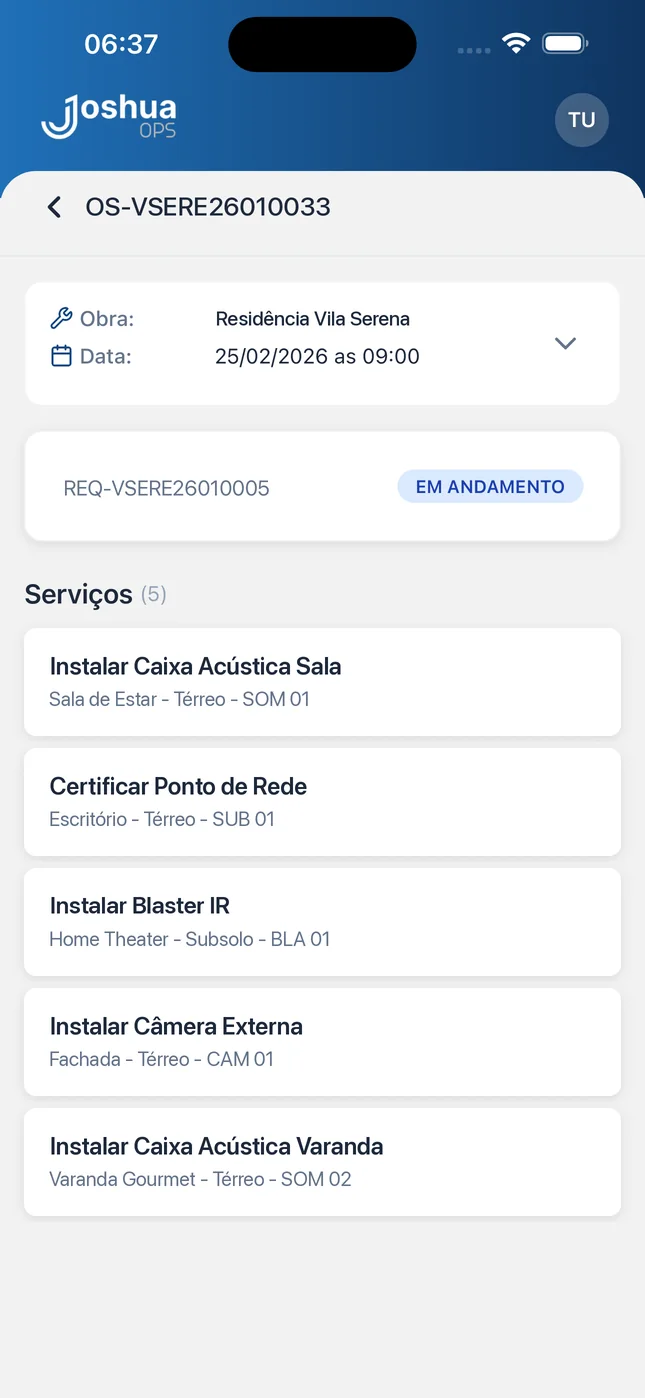 06:37
Joshua
OPS
TU
OS-VSERE26010033
Obra: Residência Vila Serena
Data: 25/02/2026 as 09:00
REQ-VSERE26010005 EM ANDAMENTO
Serviços (5)
Instalar Caixa Acústica Sala
Sala de Estar - Térreo - SOM 01
Certificar Ponto de Rede
Escritório - Térreo - SUB 01
Instalar Blaster IR
Home Theater - Subsolo - BLA 01
Instalar Câmera Externa
Fachada - Térreo - CAM 01
Instalar Caixa Acústica Varanda
Varanda Gourmet - Térreo - SOM 02